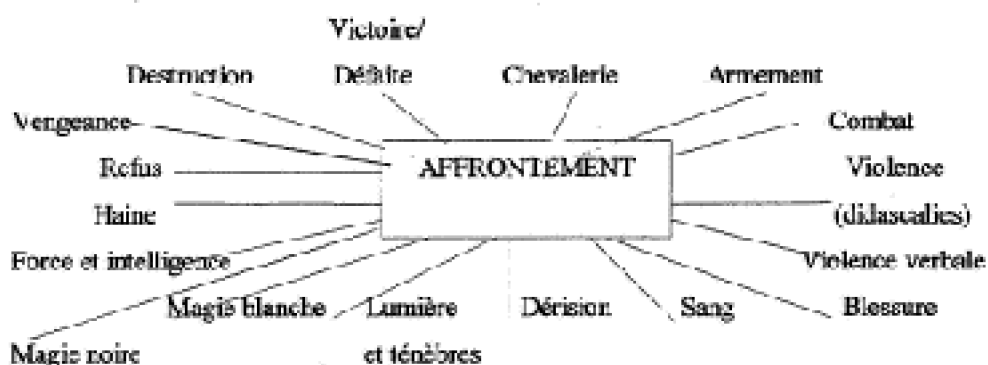 Victoire/
Destruction Défaite Chevalerie Armement
Vengeance Combat
Refus AFFRONTEMENT Violence
Haine (didascalies)
Force et intelligence Violence verbale
Magie blanche Lumière Dérision Sang Blessure
Magie noire et ténèbres